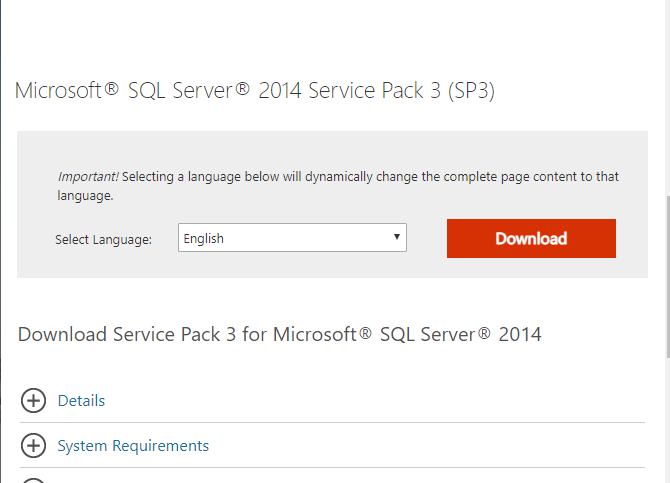 Microsoft® SQL Server® 2014 Service Pack 3 (SP3)
Important! Selecting a language below will dynamically change the complete page content to that
language.
Select Language:
English
Download
Download Service Pack 3 for Microsoft® SQL Server® 2014
Details
System Requirements